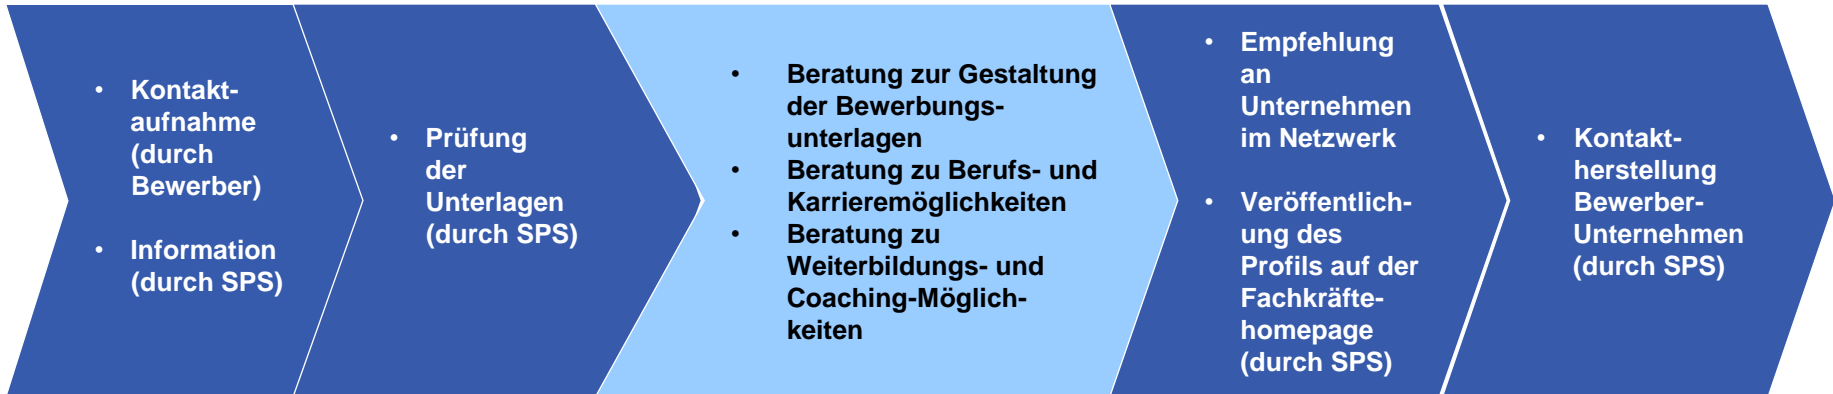 • Kontakt-
aufnahme
(durch
Bewerber)
• Information
(durch SPS)
• Prüfung
der
Unterlagen
(durch SPS)
• Beratung zur Gestaltung
der Bewerbungs-
unterlagen
• Beratung zu Berufs- und
Karrieremöglichkeiten
• Beratung zu
Weiterbildungs- und
Coaching-Möglich-
keiten
• Empfehlung
an
Unternehmen
im Netzwerk
• Veröffentlich-
ung des
Profils auf der
Fachkräfte-
homepage
(durch SPS)
• Kontakt-
herstellung
Bewerber-
Unternehmen
(durch SPS)